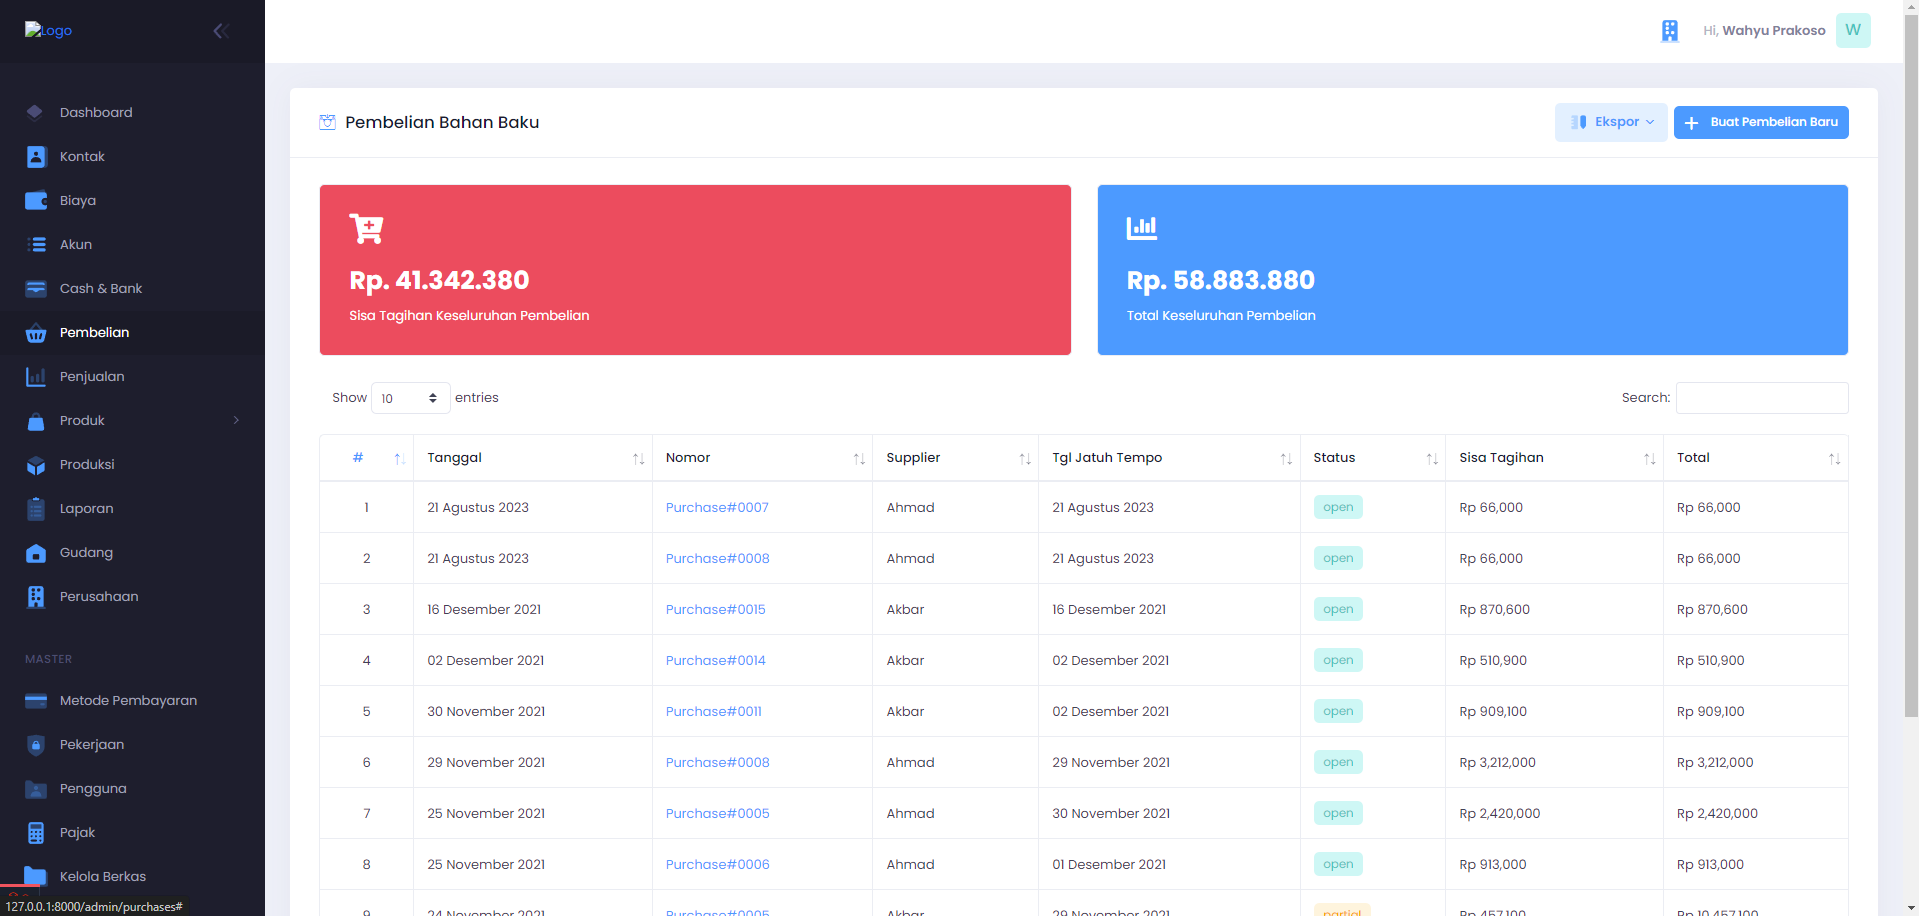 Logo
Hi, Wahyu Prakoso W
Dashboard
Kontak
Biaya
Akun
Cash & Bank
Pembelian
Penjualan
Produk
Produksi
Laporan
Gudang
Perusahaan
MASTER
Metode Pembayaran
Pekerjaan
Pengguna
Pajak
Kelola Berkas
127.0.0.1:8000/admin/purchases#
Pembelian Bahan Baku
Ekspor
Buat Pembelian Baru
Rp. 41.342.380
Sisa Tagihan Keseluruhan Pembelian
Rp. 58.883.880
Total Keseluruhan Pembelian
Show 10 entries
Search:
# Tanggal Nomor Supplier Tgl Jatuh Tempo Status Sisa Tagihan Total
1 21 Agustus 2023 Purchase#0007 Ahmad 21 Agustus 2023 open Rp 66,000 Rp 66,000
2 21 Agustus 2023 Purchase#0008 Ahmad 21 Agustus 2023 open Rp 66,000 Rp 66,000
3 16 Desember 2021 Purchase#0015 Akbar 16 Desember 2021 open Rp 870,600 Rp 870,600
4 02 Desember 2021 Purchase#0014 Akbar 02 Desember 2021 open Rp 510,900 Rp 510,900
5 30 November 2021 Purchase#0011 Akbar 02 Desember 2021 open Rp 909,100 Rp 909,100
6 29 November 2021 Purchase#0008 Ahmad 29 November 2021 open Rp 3,212,000 Rp 3,212,000
7 25 November 2021 Purchase#0005 Ahmad 30 November 2021 open Rp 2,420,000 Rp 2,420,000
8 25 November 2021 Purchase#0006 Ahmad 01 Desember 2021 open Rp 913,000 Rp 913,000
9 24 November 2021 Purchase#0005 Akbar 29 November 2021 partial Rp 457,100 Rp 10,457,100